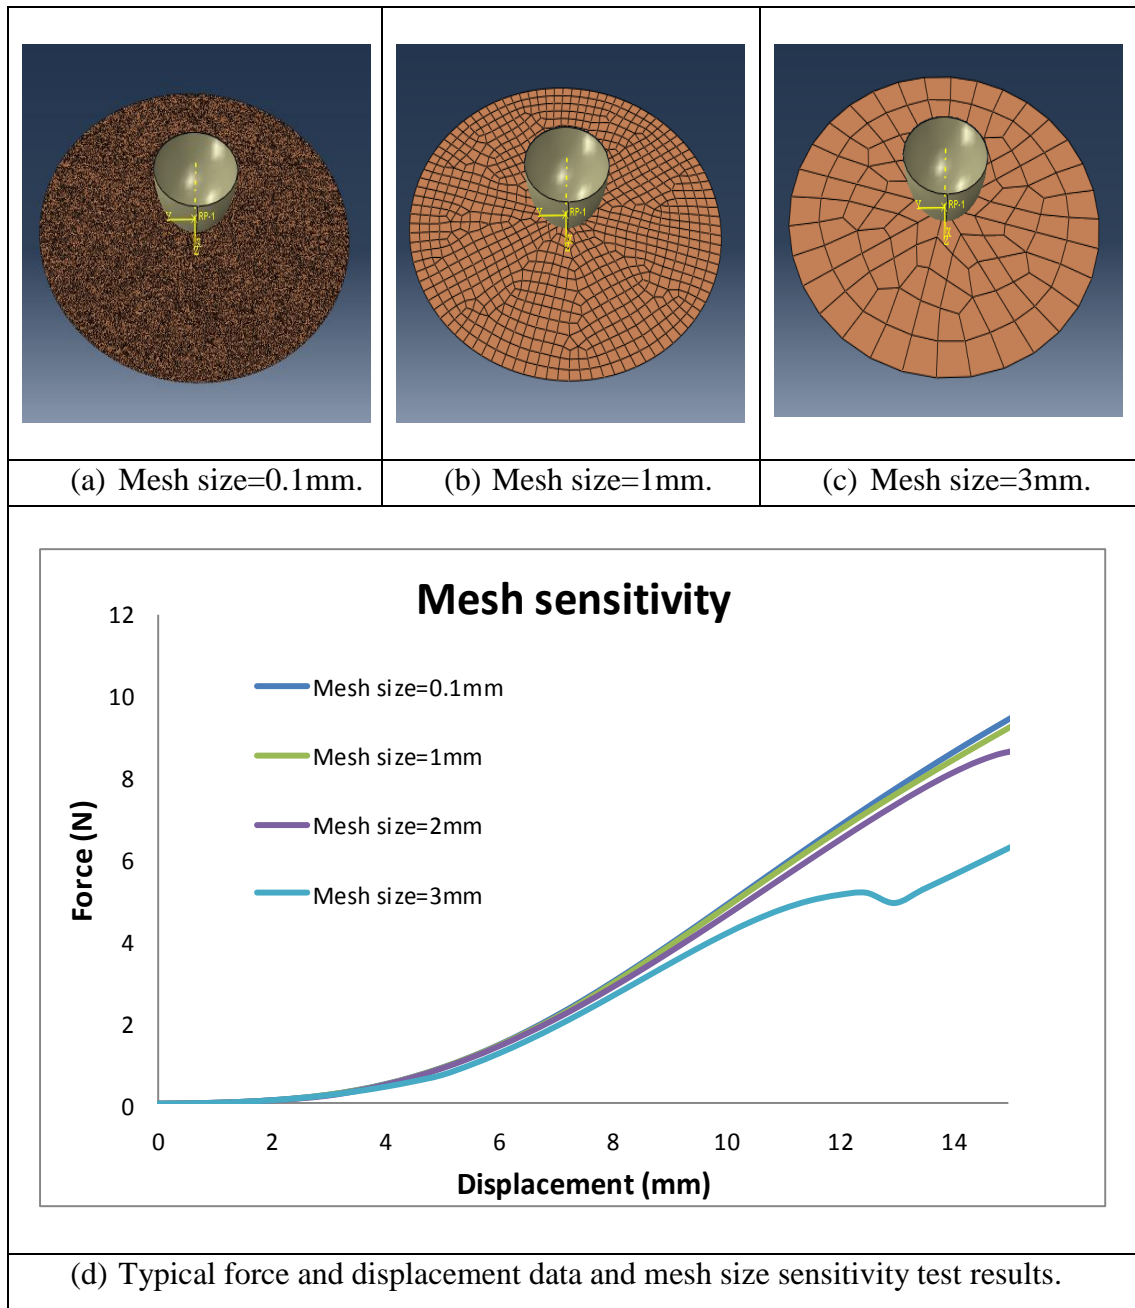 RP-1
RP-1
RP-1
(a) Mesh size=0.1mm.
(b) Mesh size=1mm.
(c) Mesh size=3mm.
Mesh sensitivity
12
10
8
6
4
2
0
Force (N)
Mesh size=0.1mm
Mesh size=1mm
Mesh size=2mm
Mesh size=3mm
0 2 4 6 8 10 12 14
Displacement (mm)
(d) Typical force and displacement data and mesh size sensitivity test results.